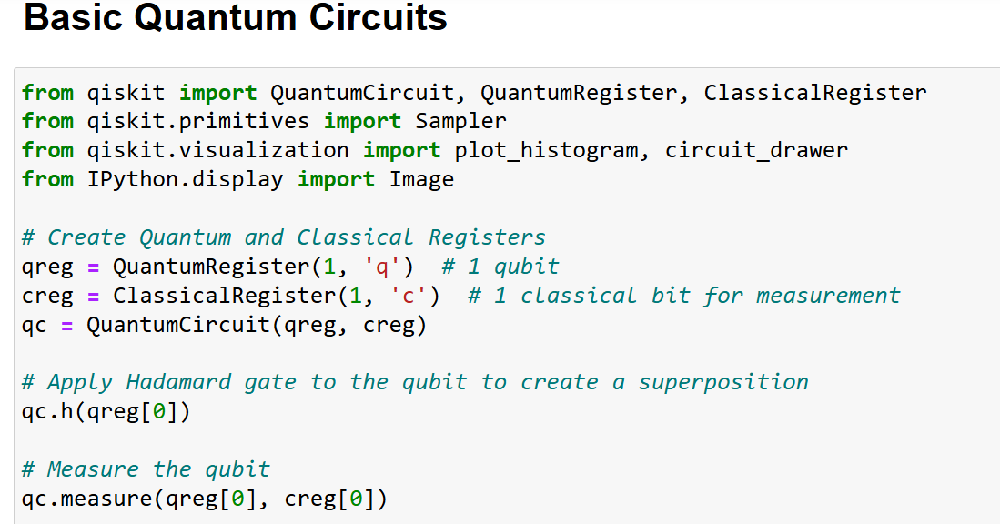 Basic Quantum Circuits
from qiskit import QuantumCircuit, QuantumRegister, ClassicalRegister
from qiskit.primitives import Sampler
from qiskit.visualization import plot_histogram, circuit_drawer
from IPython.display import Image
# Create Quantum and Classical Registers
qreg = QuantumRegister(1, 'q')  # 1 qubit
creg = ClassicalRegister(1, 'c')  # 1 classical bit for measurement
qc = QuantumCircuit(qreg, creg)
# Apply Hadamard gate to the qubit to create a superposition
qc.h(qreg[0])
# Measure the qubit
qc.measure(qreg[0], creg[0])